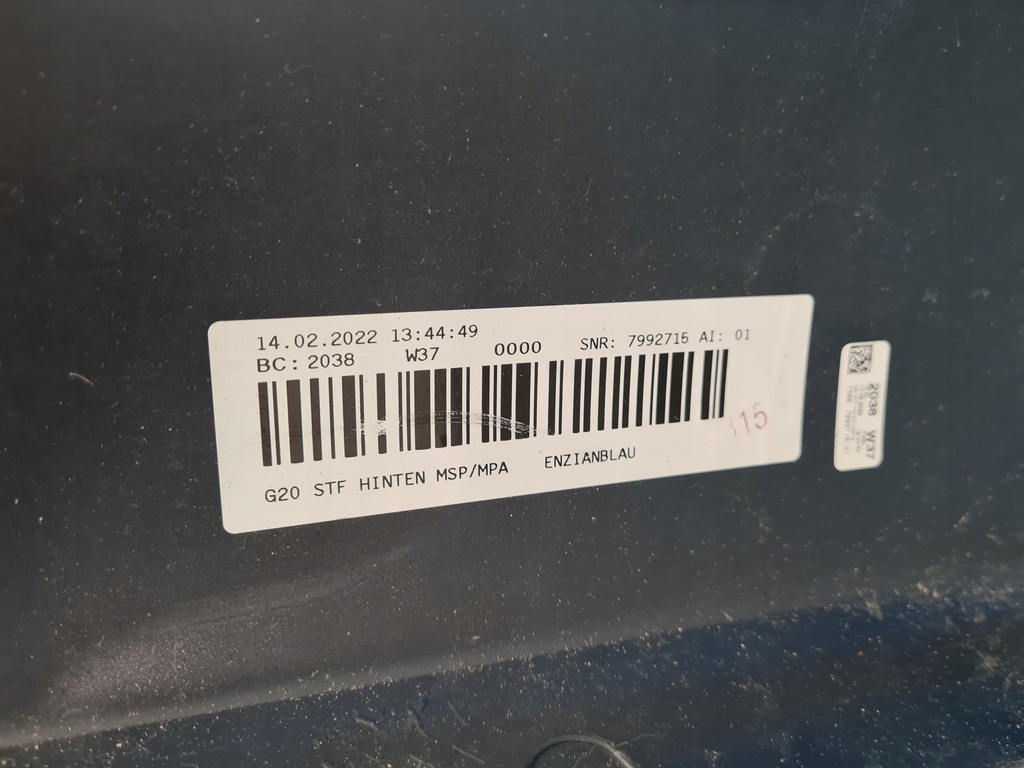 14.02.2022 13:44:49
BC: 2038 W37 0000 SNR: 7992715 AI: 01
G20 STF HINTEN MSP/MPA ENZIANBLAU
15
2038 W37